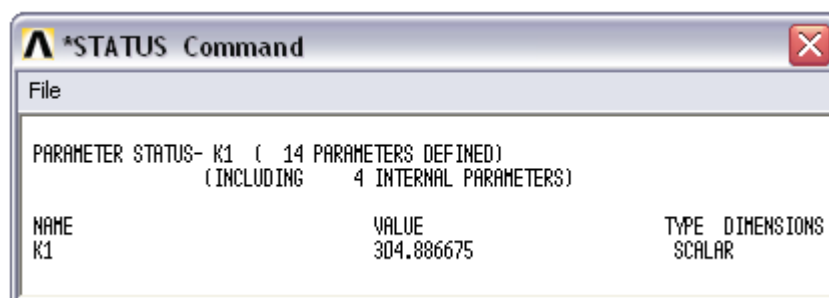 *STATUS Command
File
PARAMETER STATUS- K1 ( 14 PARAMETERS DEFINED)
(INCLUDING 4 INTERNAL PARAMETERS)
NAME VALUE TYPE DIMENSIONS
K1 304.886675 SCALAR